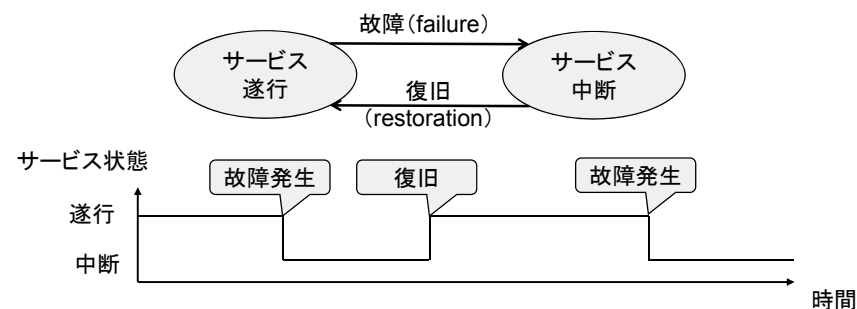 故障(failure)
サービス
遂行
サービス
中断
復旧
(restoration)
サービス状態
故障発生
復旧
故障発生
遂行
中断
時間